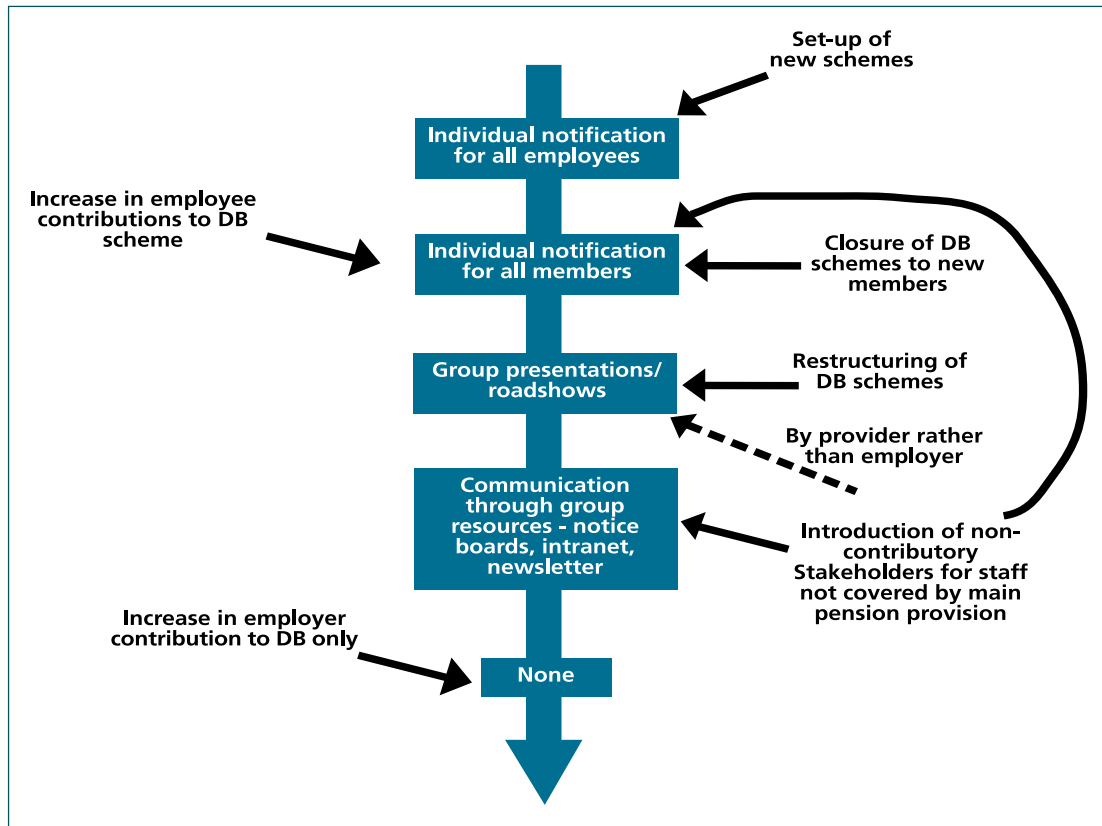 Set-up of
new schemes
Individual notification
for all employees
Increase in employee
contributions to DB
scheme
Individual notification
for all members
Closure of DB
schemes to new
members
Group presentations/
roadshows
Restructuring of
DB schemes
By provider rather
than employer
Communication
through group
resources - notice
boards, intranet,
newsletter
Introduction of non-
contributory
Stakeholders for staff
not covered by main
pension provision
Increase in employer
contribution to DB only
None